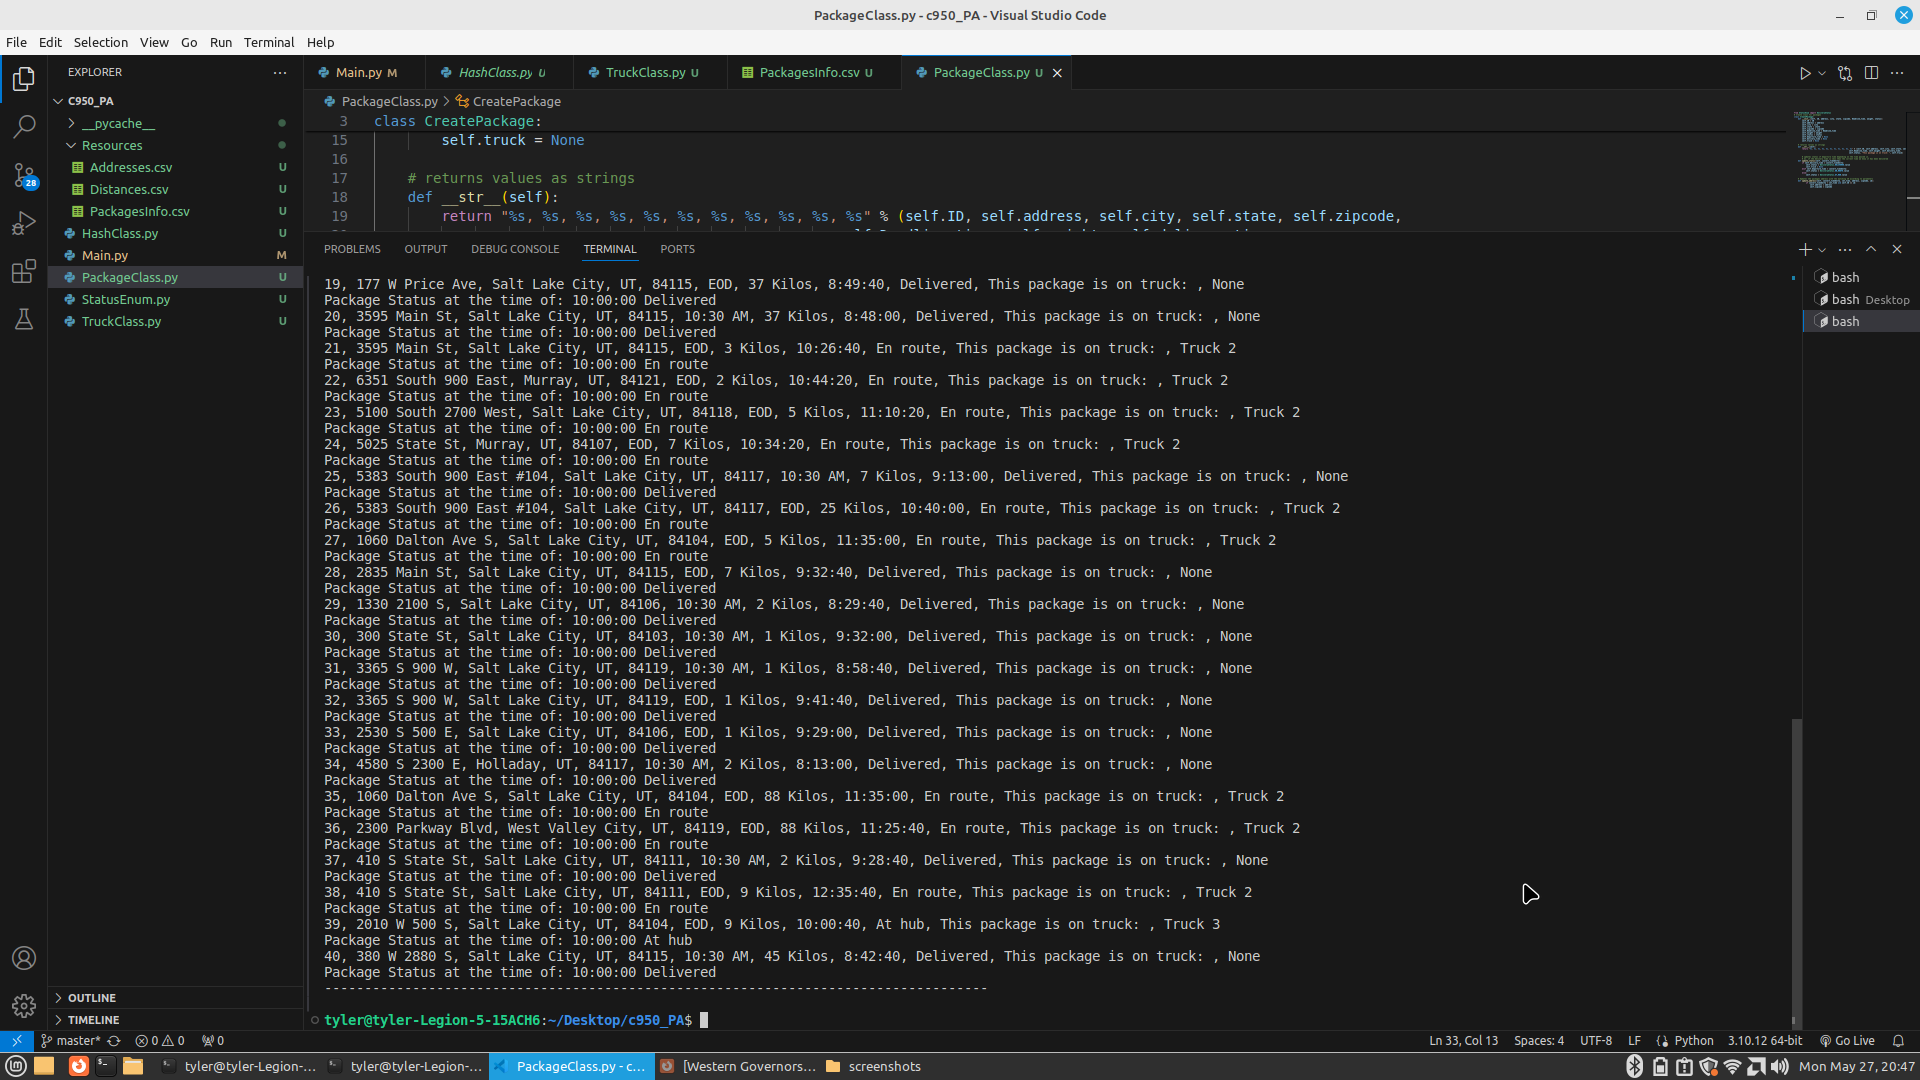 PackageClass.py - c950_PA - Visual Studio Code
File Edit Selection View Go Run Terminal Help
EXPLORER
C950_PA
__pycache__
Resources
Addresses.csv U
Distances.csv U
PackagesInfo.csv U
HashClass.py U
Main.py M
PackageClass.py U
StatusEnum.py U
TruckClass.py U
OUTLINE
TIMELINE
28
Main.py M HashClass.py U TruckClass.py U PackagesInfo.csv U PackageClass.py U
PackageClass.py > CreatePackage
3 class CreatePackage:
15 self.truck = None
16
17 # returns values as strings
18 def __str__(self):
19 return "%s, %s, %s, %s, %s, %s, %s, %s, %s, %s, %s" % (self.ID, self.address, self.city, self.state, self.zipcode,
PROBLEMS OUTPUT DEBUG CONSOLE TERMINAL PORTS
19, 177 W Price Ave, Salt Lake City, UT, 84115, EOD, 37 Kilos, 8:49:40, Delivered, This package is on truck: , None
Package Status at the time of: 10:00:00 Delivered
20, 3595 Main St, Salt Lake City, UT, 84115, 10:30 AM, 37 Kilos, 8:48:00, Delivered, This package is on truck: , None
Package Status at the time of: 10:00:00 Delivered
21, 3595 Main St, Salt Lake City, UT, 84115, EOD, 3 Kilos, 10:26:40, En route, This package is on truck: , Truck 2
Package Status at the time of: 10:00:00 En route
22, 6351 South 900 East, Murray, UT, 84121, EOD, 2 Kilos, 10:44:20, En route, This package is on truck: , Truck 2
Package Status at the time of: 10:00:00 En route
23, 5100 South 2700 West, Salt Lake City, UT, 84118, EOD, 5 Kilos, 11:10:20, En route, This package is on truck: , Truck 2
Package Status at the time of: 10:00:00 En route
24, 5025 State St, Murray, UT, 84107, EOD, 7 Kilos, 10:34:20, En route, This package is on truck: , Truck 2
Package Status at the time of: 10:00:00 En route
25, 5383 South 900 East #104, Salt Lake City, UT, 84117, 10:30 AM, 7 Kilos, 9:13:00, Delivered, This package is on truck: , None
Package Status at the time of: 10:00:00 Delivered
26, 5383 South 900 East #104, Salt Lake City, UT, 84117, EOD, 25 Kilos, 10:40:00, En route, This package is on truck: , Truck 2
Package Status at the time of: 10:00:00 En route
27, 1060 Dalton Ave S, Salt Lake City, UT, 84104, EOD, 5 Kilos, 11:35:00, En route, This package is on truck: , Truck 2
Package Status at the time of: 10:00:00 En route
28, 2835 Main St, Salt Lake City, UT, 84115, EOD, 7 Kilos, 9:32:40, Delivered, This package is on truck: , None
Package Status at the time of: 10:00:00 Delivered
29, 1330 2100 S, Salt Lake City, UT, 84106, 10:30 AM, 2 Kilos, 8:29:40, Delivered, This package is on truck: , None
Package Status at the time of: 10:00:00 Delivered
30, 300 State St, Salt Lake City, UT, 84103, 10:30 AM, 1 Kilos, 9:32:00, Delivered, This package is on truck: , None
Package Status at the time of: 10:00:00 Delivered
31, 3365 S 900 W, Salt Lake City, UT, 84119, 10:30 AM, 1 Kilos, 8:58:40, Delivered, This package is on truck: , None
Package Status at the time of: 10:00:00 Delivered
32, 3365 S 900 W, Salt Lake City, UT, 84119, EOD, 1 Kilos, 9:41:40, Delivered, This package is on truck: , None
Package Status at the time of: 10:00:00 Delivered
33, 2530 S 500 E, Salt Lake City, UT, 84106, EOD, 1 Kilos, 9:29:00, Delivered, This package is on truck: , None
Package Status at the time of: 10:00:00 Delivered
34, 4580 S 2300 E, Holladay, UT, 84117, 10:30 AM, 2 Kilos, 8:13:00, Delivered, This package is on truck: , None
Package Status at the time of: 10:00:00 Delivered
35, 1060 Dalton Ave S, Salt Lake City, UT, 84104, EOD, 88 Kilos, 11:35:00, En route, This package is on truck: , Truck 2
Package Status at the time of: 10:00:00 En route
36, 2300 Parkway Blvd, West Valley City, UT, 84119, EOD, 88 Kilos, 11:25:40, En route, This package is on truck: , Truck 2
Package Status at the time of: 10:00:00 En route
37, 410 S State St, Salt Lake City, UT, 84111, 10:30 AM, 2 Kilos, 9:28:40, Delivered, This package is on truck: , None
Package Status at the time of: 10:00:00 Delivered
38, 410 S State St, Salt Lake City, UT, 84111, EOD, 9 Kilos, 12:35:40, En route, This package is on truck: , Truck 2
Package Status at the time of: 10:00:00 En route
39, 2010 W 500 S, Salt Lake City, UT, 84104, EOD, 9 Kilos, 10:00:40, At hub, This package is on truck: , Truck 3
Package Status at the time of: 10:00:00 At hub
40, 380 W 2880 S, Salt Lake City, UT, 84115, 10:30 AM, 45 Kilos, 8:42:40, Delivered, This package is on truck: , None
Package Status at the time of: 10:00:00 Delivered
-----------------------------------------------------------------------------------
tyler@tyler-Legion-5-15ACH6:~/Desktop/c950_PA$
bash
bash Desktop
bash
master* 0 0 0 Ln 33, Col 13 Spaces: 4 UTF-8 LF Python 3.10.12 64-bit Go Live
tyler@tyler-Legion-... tyler@tyler-Legion-... PackageClass.py - c... [Western Governors... screenshots Mon May 27, 20:47